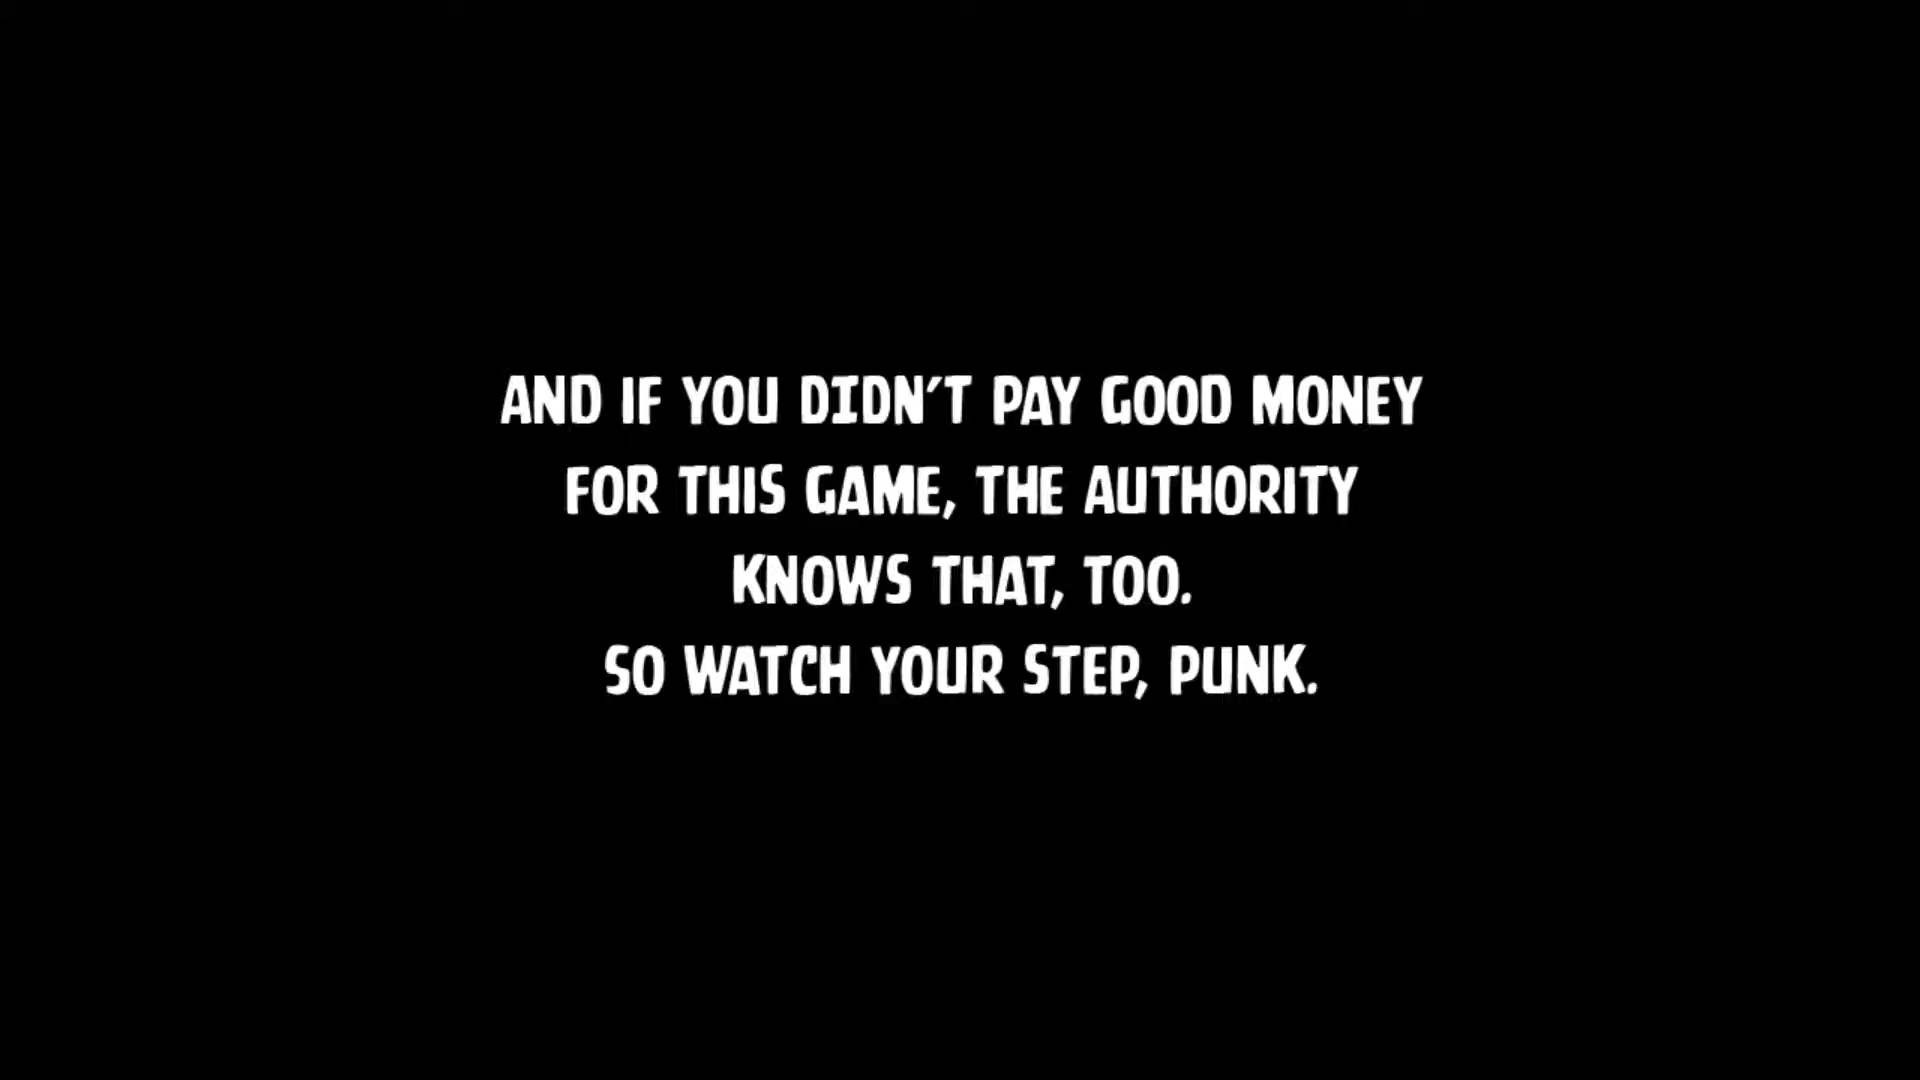 AND IF YOU DIDN'T PAY GOOD MONEY
FOR THIS GAME, THE AUTHORITY
KNOWS THAT, TOO.
SO WATCH YOUR STEP, PUNK.